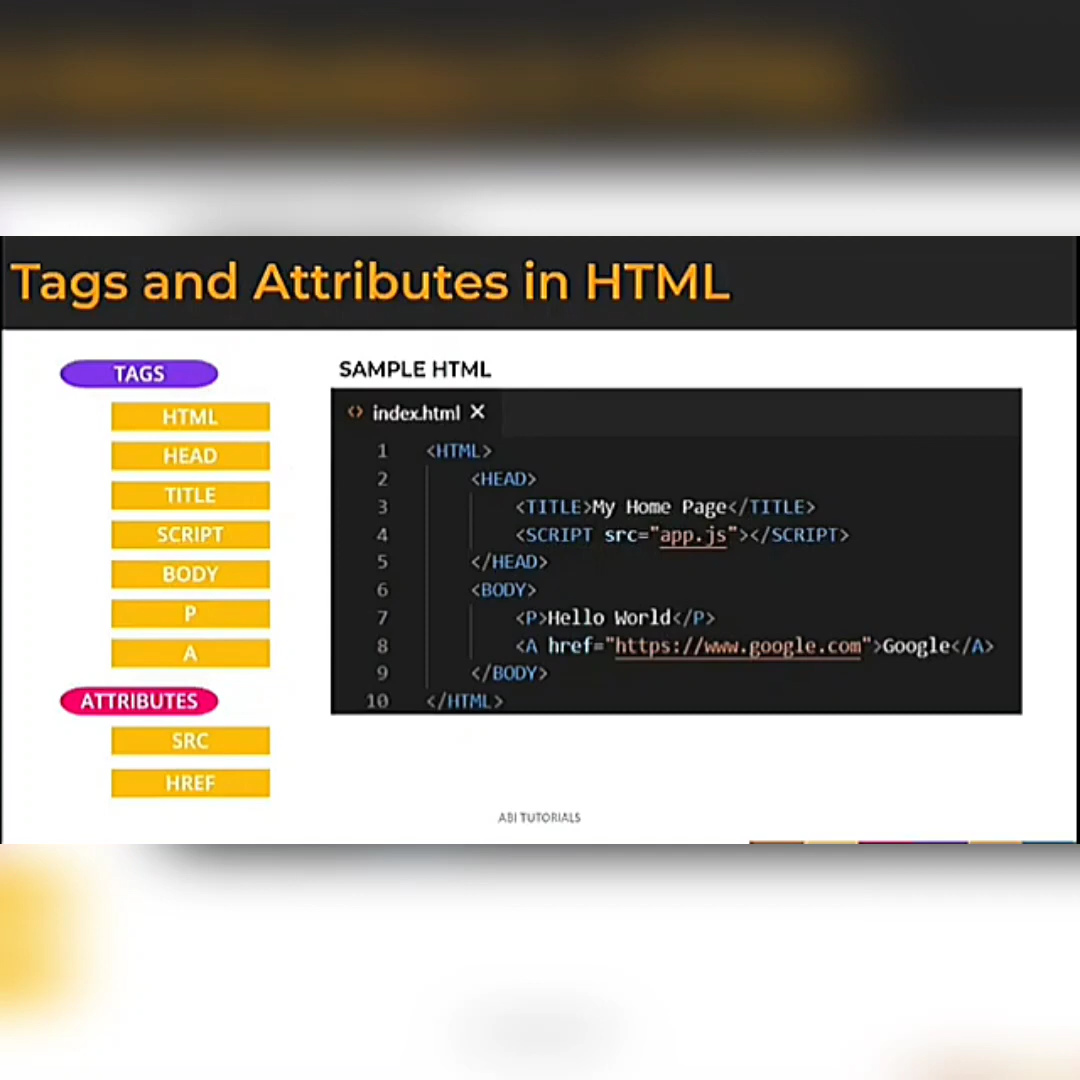 Tags and Attributes in HTML
TAGS
HTML
HEAD
TITLE
SCRIPT
BODY
P
A
ATTRIBUTES
SRC
HREF
SAMPLE HTML
<> index.html ✕
1 <HTML>
2 <HEAD>
3 <TITLE>My Home Page</TITLE>
4 <SCRIPT src="app.js"></SCRIPT>
5 </HEAD>
6 <BODY>
7 <P>Hello World</P>
8 <A href="https://www.google.com">Google</A>
9 </BODY>
10 </HTML>
ABI TUTORIALS